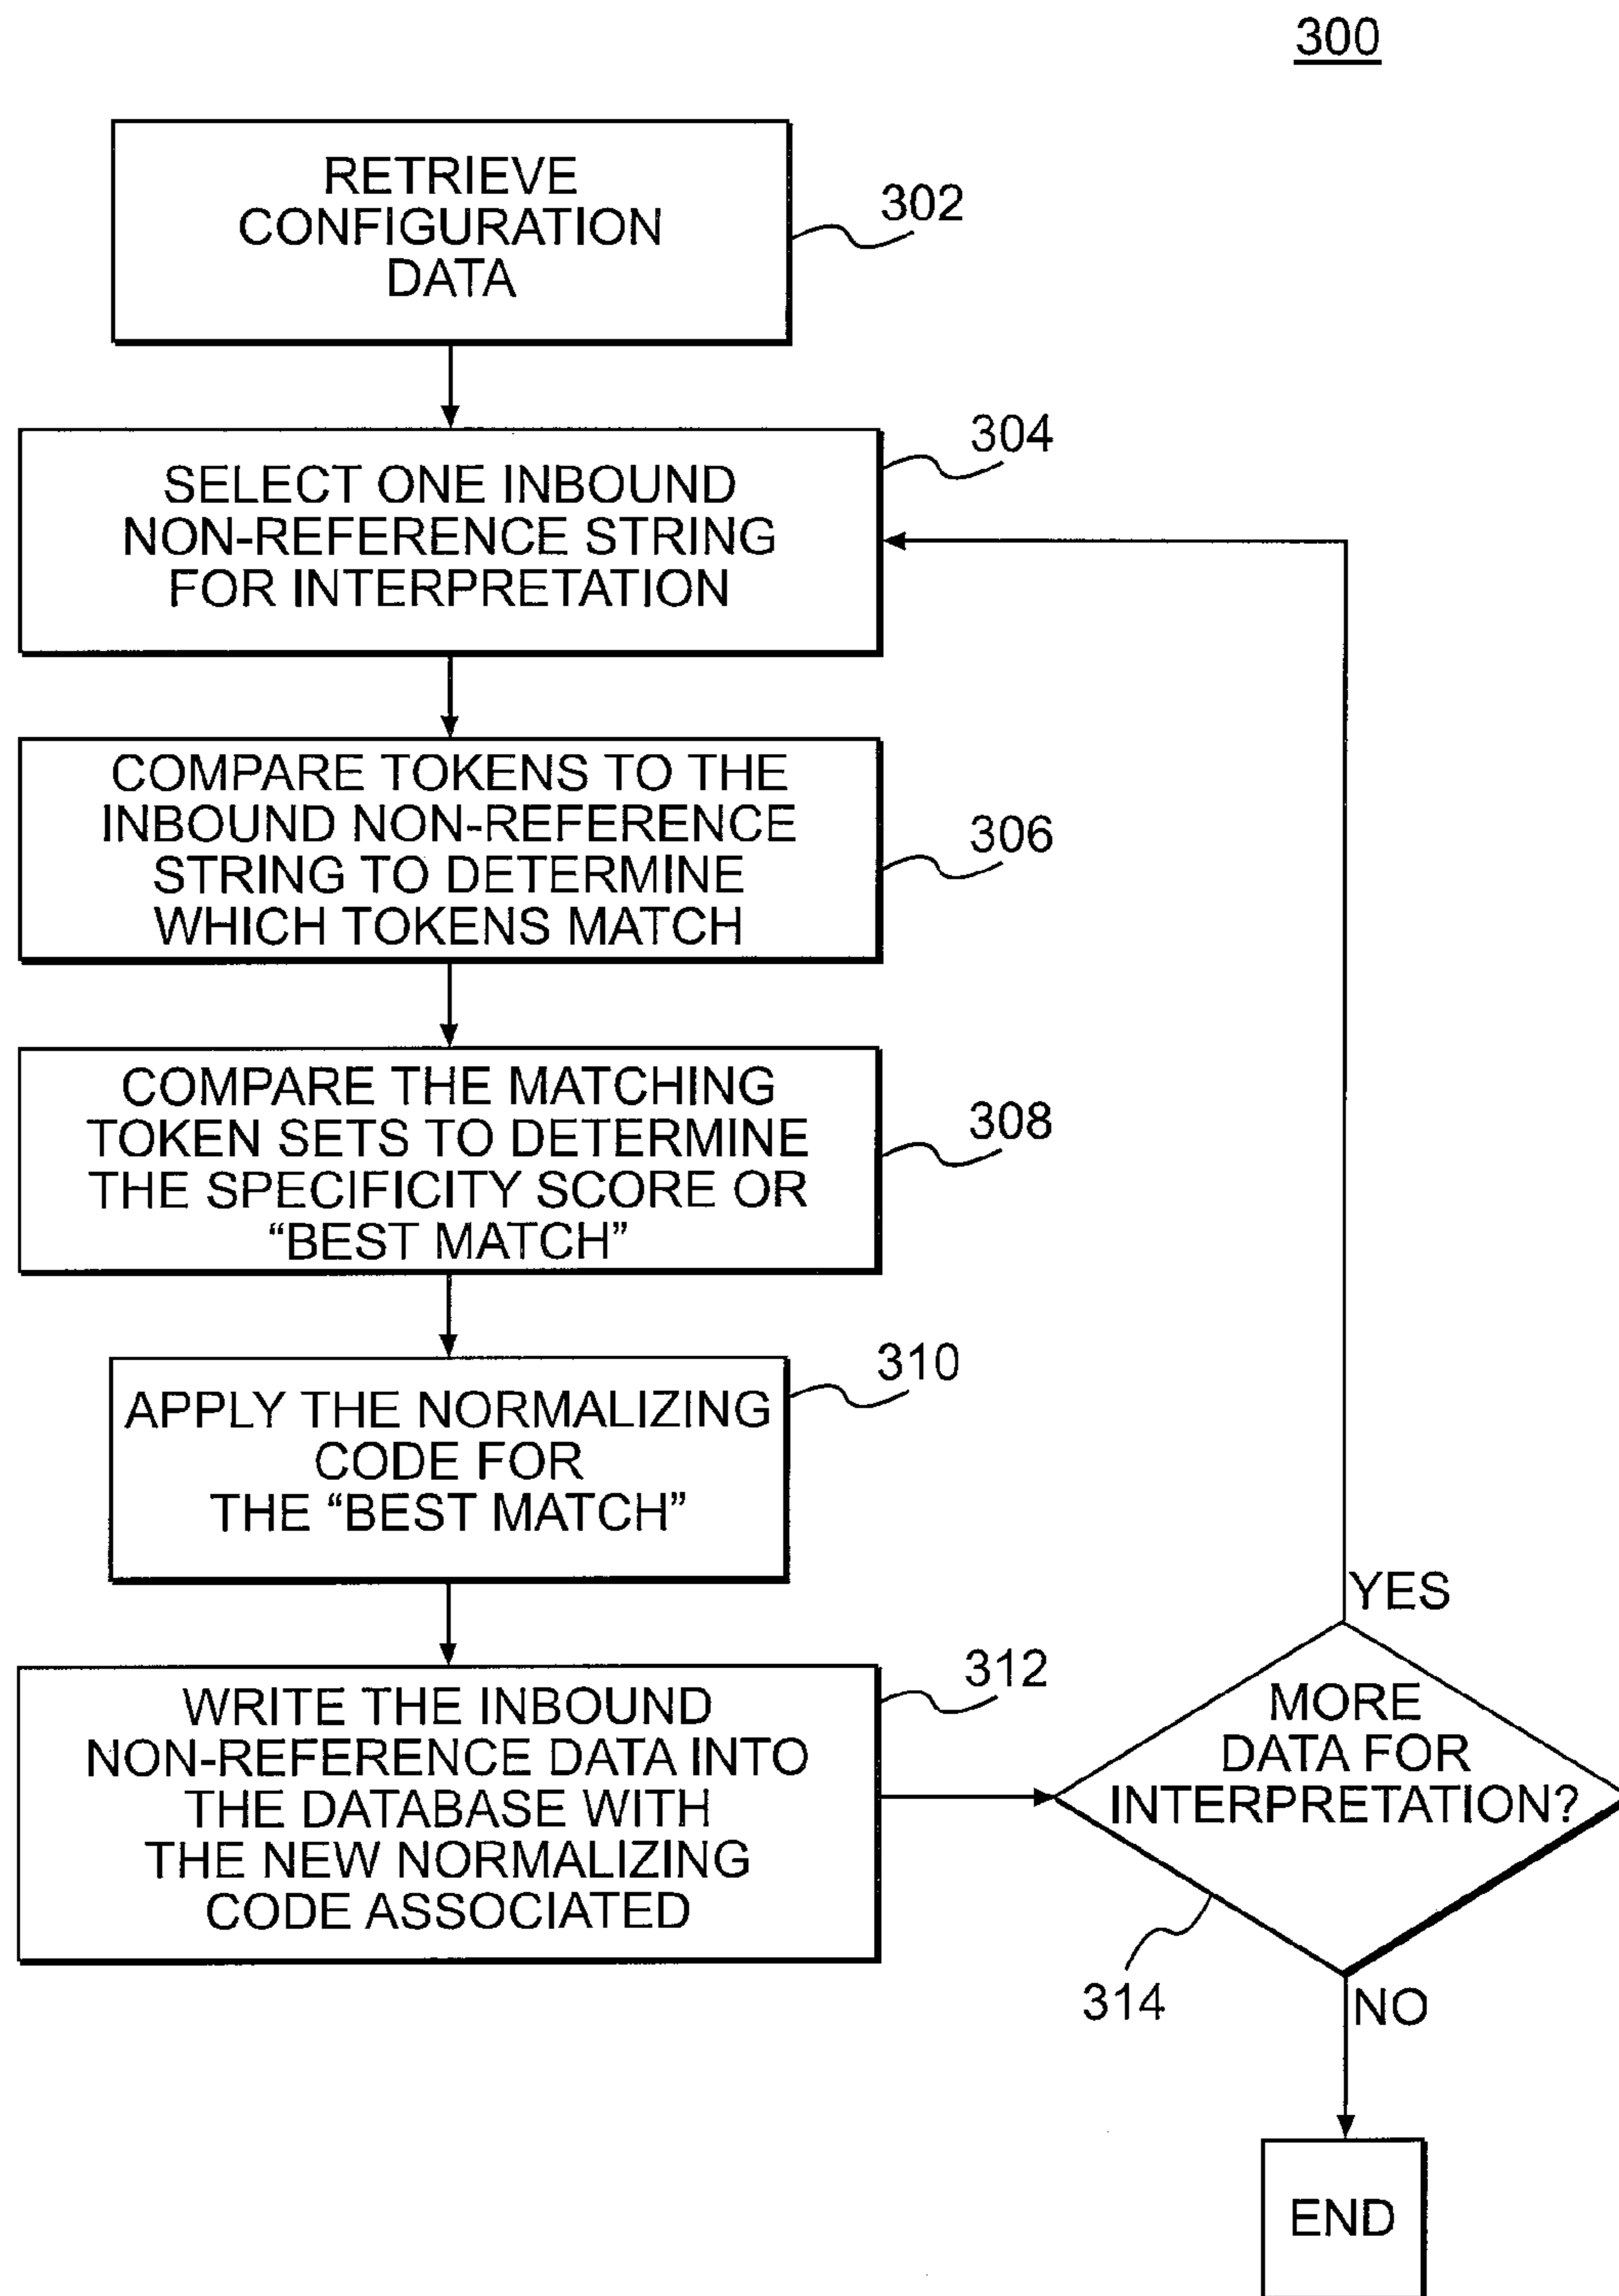 300
RETRIEVE
CONFIGURATION
DATA
302
SELECT ONE INBOUND
NON-REFERENCE STRING
FOR INTERPRETATION
304
COMPARE TOKENS TO THE
INBOUND NON-REFERENCE
STRING TO DETERMINE
WHICH TOKENS MATCH
306
COMPARE THE MATCHING
TOKEN SETS TO DETERMINE
THE SPECIFICITY SCORE OR
“BEST MATCH”
308
APPLY THE NORMALIZING
CODE FOR
THE “BEST MATCH”
310
WRITE THE INBOUND
NON-REFERENCE DATA INTO
THE DATABASE WITH
THE NEW NORMALIZING
CODE ASSOCIATED
312
YES
MORE
DATA FOR
INTERPRETATION?
314
NO
END